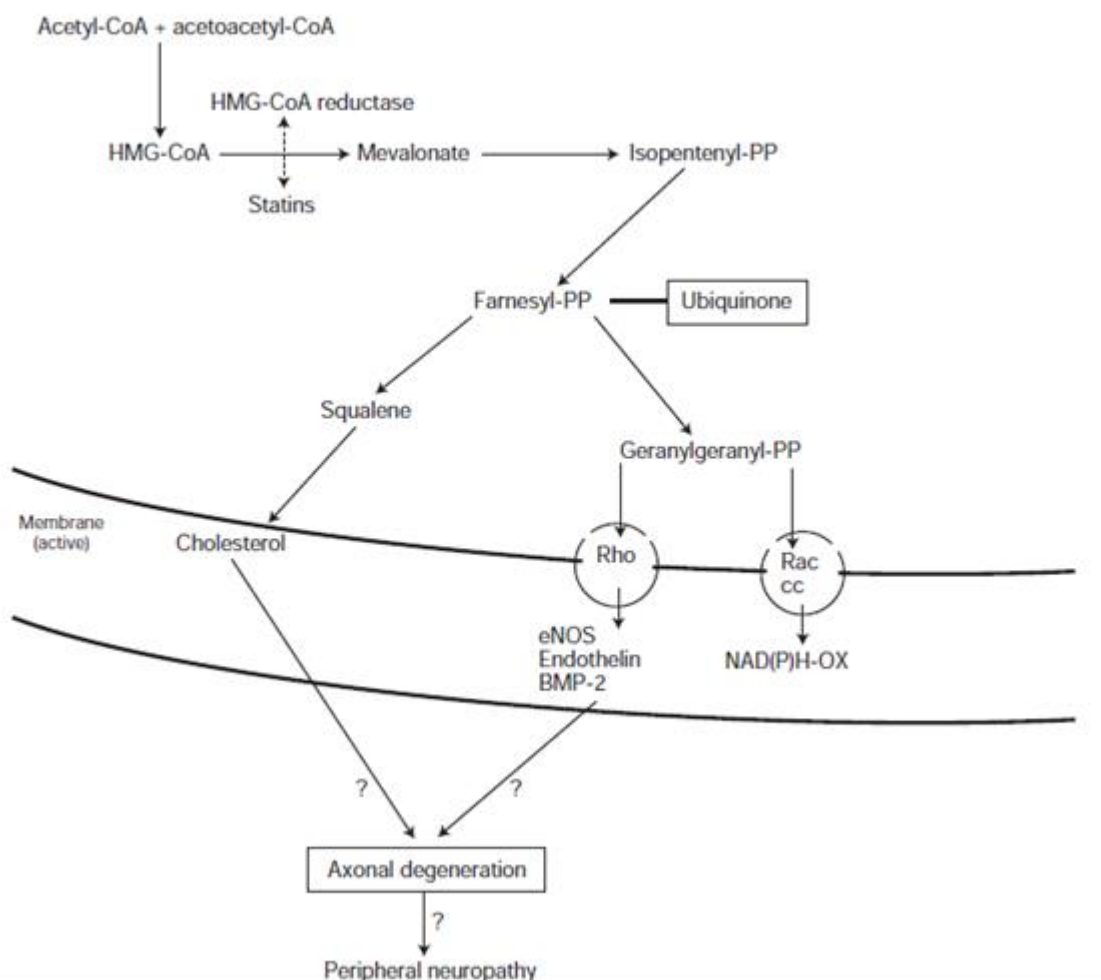 Acetyl-CoA + acetoacetyl-CoA
HMG-CoA reductase
HMG-CoA
Mevalonate
Isopentenyl-PP
Statins
Farnesyl-PP
Ubiquinone
Squalene
Geranylgeranyl-PP
Membrane
(active)
Cholesterol
Rho
Rac
cc
eNOS
Endothelin
BMP-2
NAD(P)H-OX
?
?
Axonal degeneration
?
Peripheral neuropathy